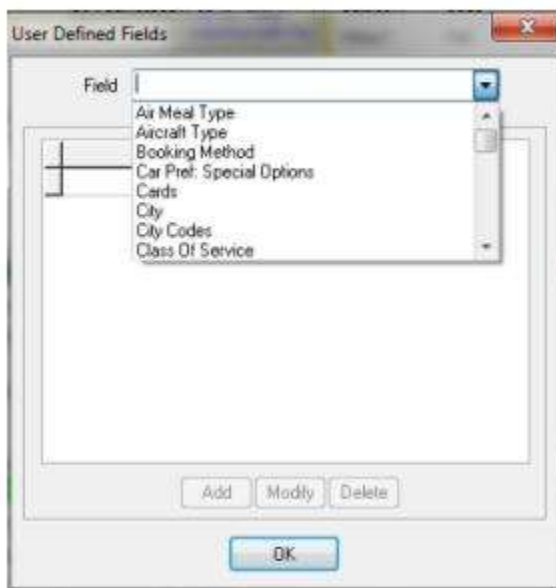 User Defined Fields
Field
Air Meal Type
Aircraft Type
Booking Method
Car Pref: Special Options
Cards
City
City Codes
Class Of Service
Add Modify Delete
OK